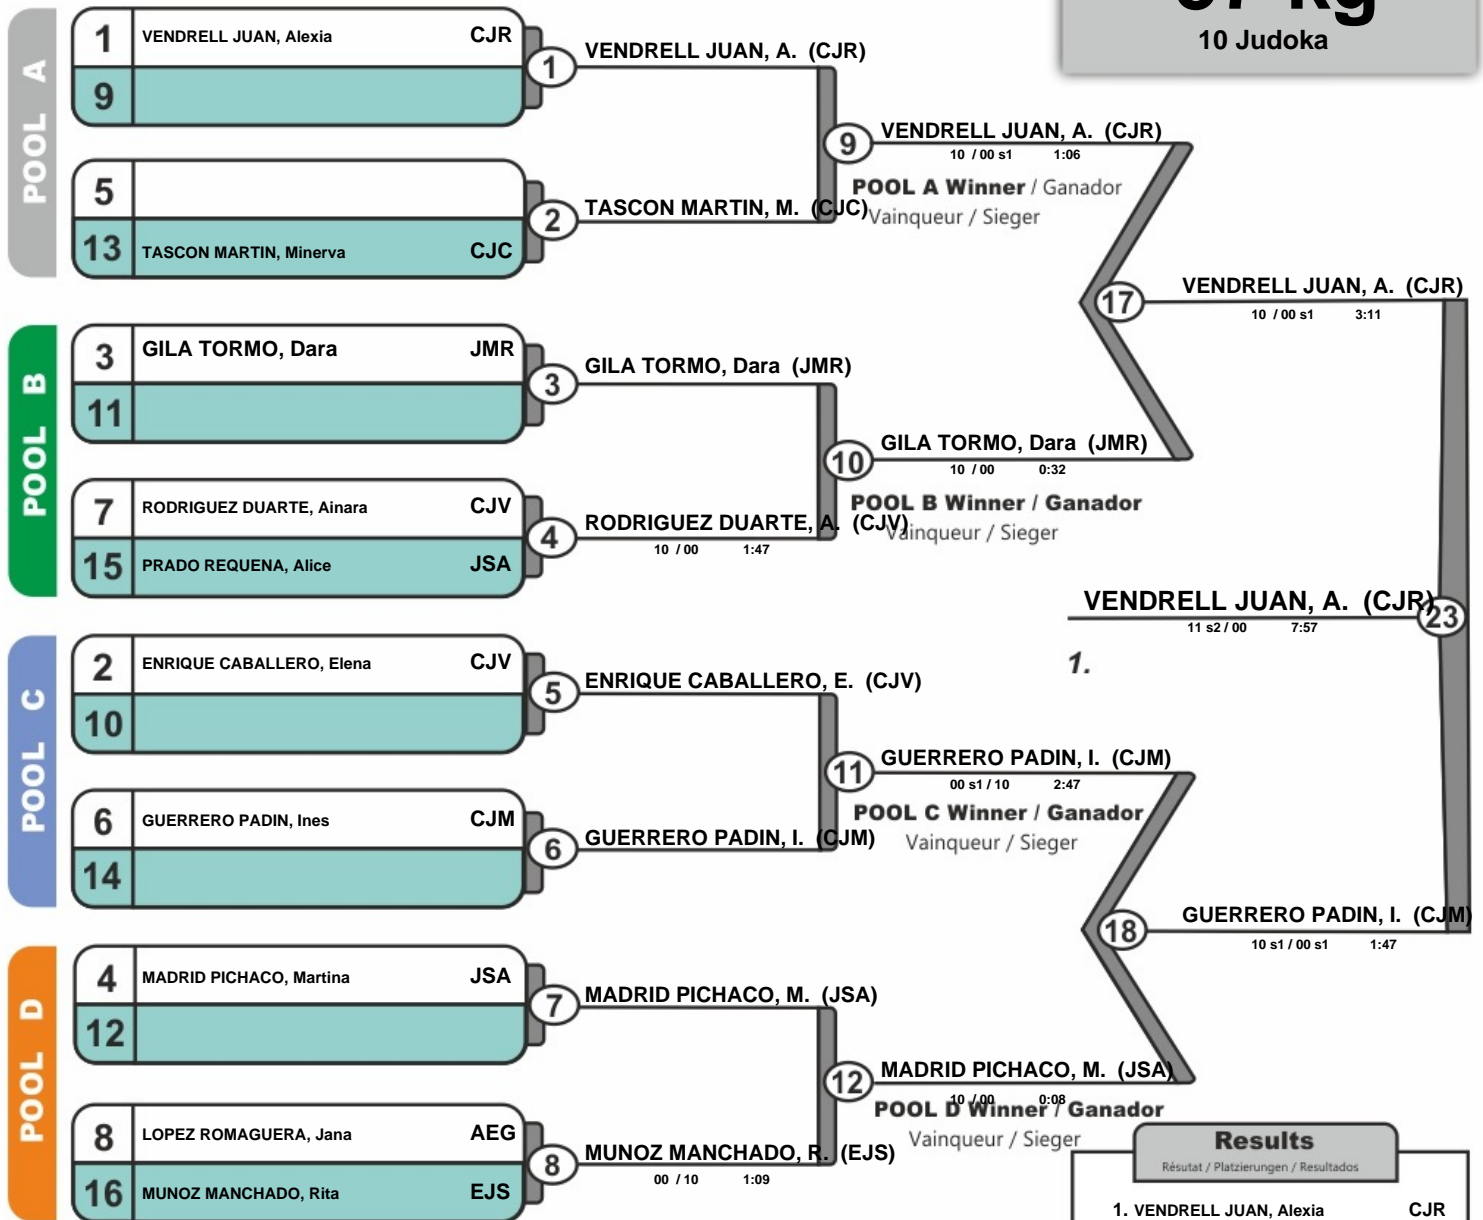 10 Judoka
POOL A
1 VENDRELL JUAN, Alexia CJR
9
5
13 TASCON MARTIN, Minerva CJC
1 VENDRELL JUAN, A. (CJR)
2 TASCON MARTIN, M. (CJC)
9 VENDRELL JUAN, A. (CJR)
10 / 00 s1 1:06
POOL A Winner / Ganador
Vainqueur / Sieger
POOL B
3 GILA TORMO, Dara JMR
11
7 RODRIGUEZ DUARTE, Ainara CJV
15 PRADO REQUENA, Alice JSA
3 GILA TORMO, Dara (JMR)
4 RODRIGUEZ DUARTE, A. (CJV)
10 / 00 1:47
10 GILA TORMO, Dara (JMR)
10 / 00 0:32
POOL B Winner / Ganador
Vainqueur / Sieger
17 VENDRELL JUAN, A. (CJR)
10 / 00 s1 3:11
VENDRELL JUAN, A. (CJR) 23
11 s2 / 00 7:57
1.
POOL C
2 ENRIQUE CABALLERO, Elena CJV
10
6 GUERRERO PADIN, Ines CJM
14
5 ENRIQUE CABALLERO, E. (CJV)
6 GUERRERO PADIN, I. (CJM)
11 GUERRERO PADIN, I. (CJM)
00 s1 / 10 2:47
POOL C Winner / Ganador
Vainqueur / Sieger
18 GUERRERO PADIN, I. (CJM)
10 s1 / 00 s1 1:47
POOL D
4 MADRID PICHACO, Martina JSA
12
8 LOPEZ ROMAGUERA, Jana AEG
16 MUNOZ MANCHADO, Rita EJS
7 MADRID PICHACO, M. (JSA)
8 MUNOZ MANCHADO, R. (EJS)
00 / 10 1:09
12 MADRID PICHACO, M. (JSA)
10 / 00 0:08
POOL D Winner / Ganador
Vainqueur / Sieger
Results
Résutat / Platzierungen / Resultados
1. VENDRELL JUAN, Alexia CJR